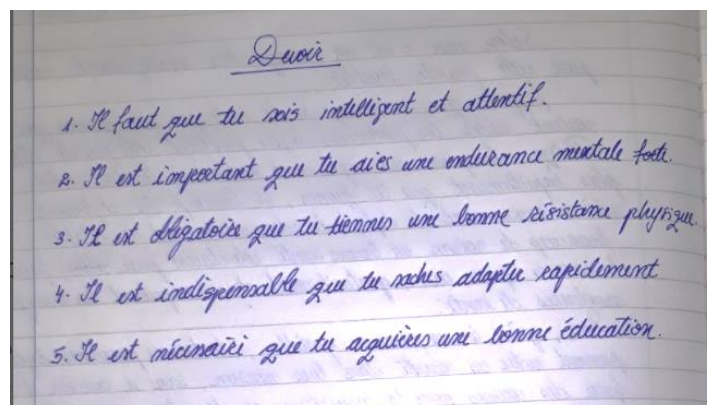 Devoir
1. Il faut que tu sois intelligent et attentif.
2. Il est important que tu aies une endurance mentale forte.
3. Il est obligatoire que tu tiennes une bonne résistance physique.
4. Il est indispensable que tu saches adapter rapidement
5. Il est nécessaire que tu acquières une bonne éducation.